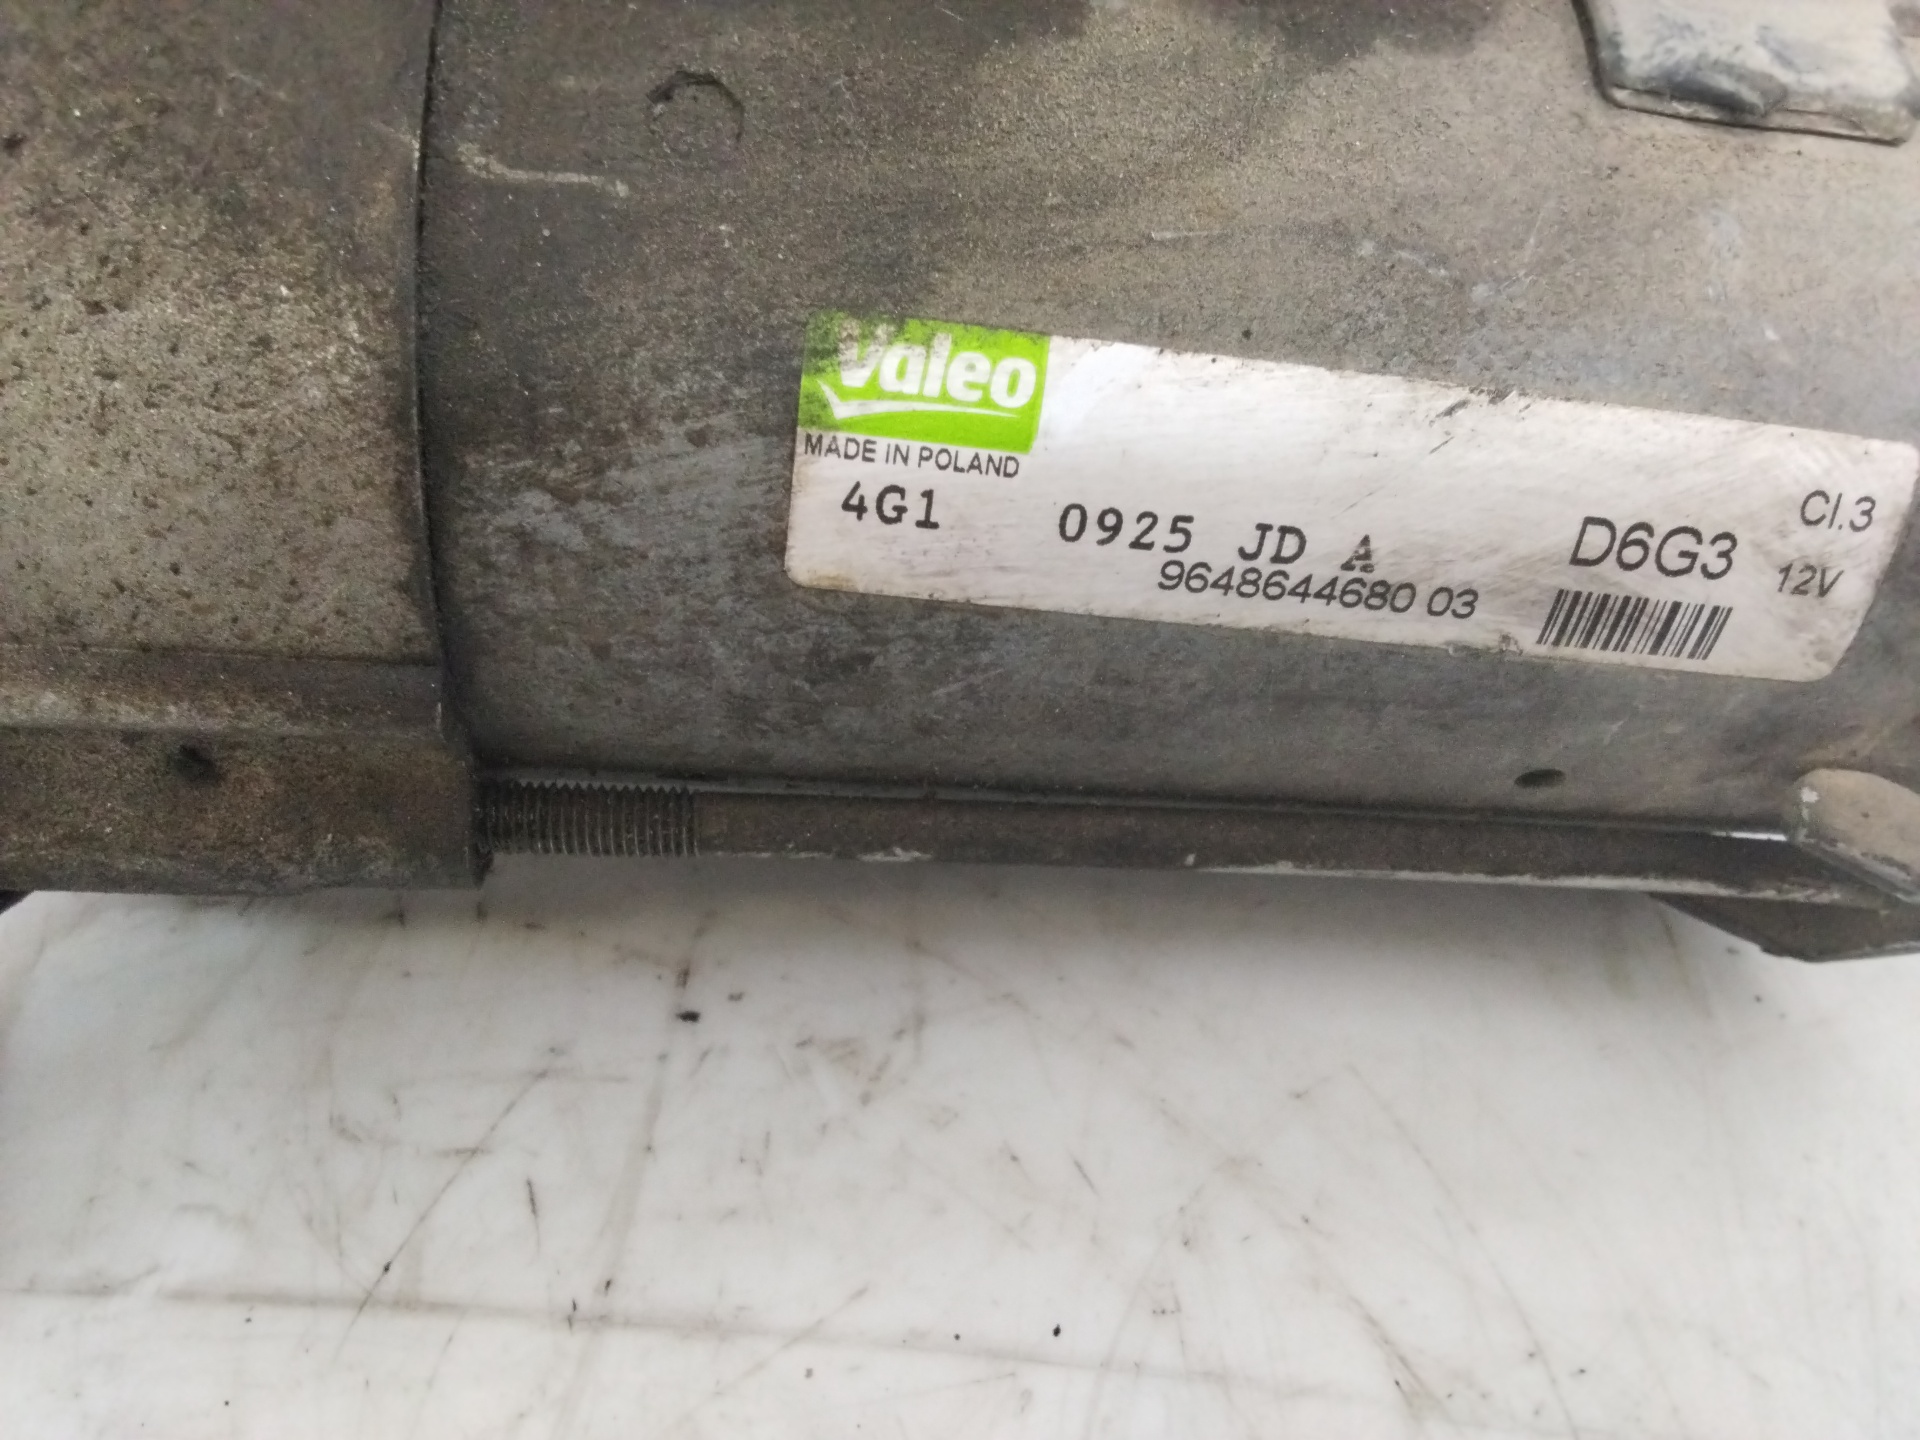 Valeo
MADE IN POLAND
4G1 0925 JD A D6G3 Cl.3
9648644680 03 12V